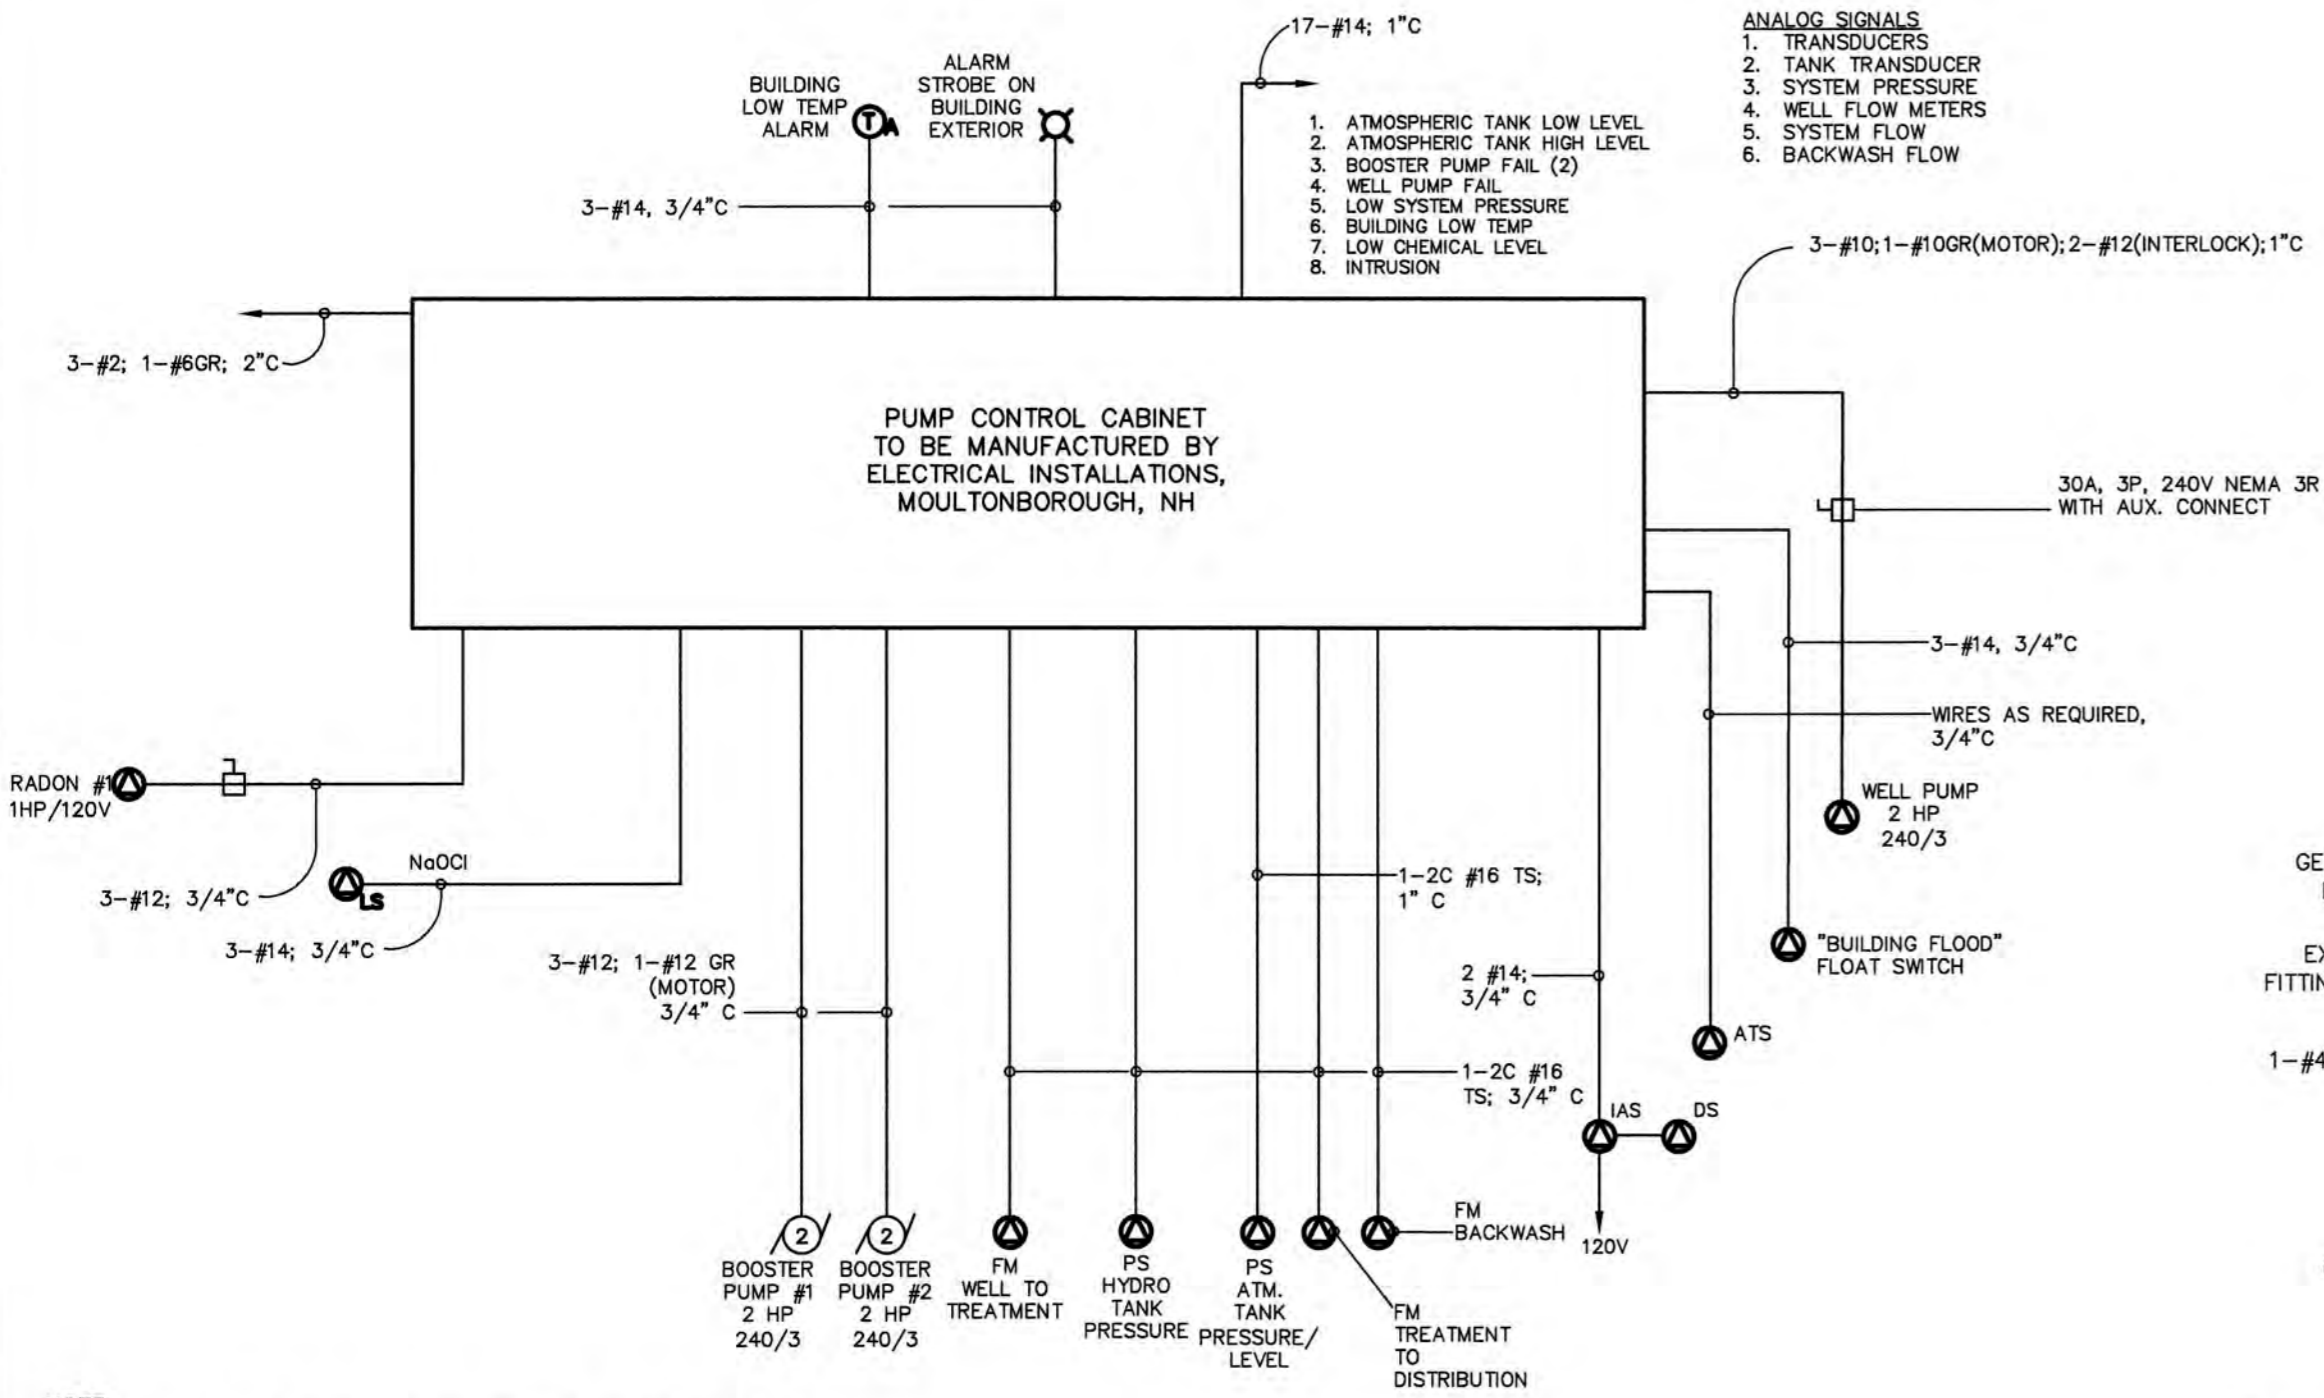 17-#14; 1"C
ANALOG SIGNALS
1. TRANSDUCERS
2. TANK TRANSDUCER
3. SYSTEM PRESSURE
4. WELL FLOW METERS
5. SYSTEM FLOW
6. BACKWASH FLOW
BUILDING
LOW TEMP
ALARM
T
A
ALARM
STROBE ON
BUILDING
EXTERIOR
1. ATMOSPHERIC TANK LOW LEVEL
2. ATMOSPHERIC TANK HIGH LEVEL
3. BOOSTER PUMP FAIL (2)
4. WELL PUMP FAIL
5. LOW SYSTEM PRESSURE
6. BUILDING LOW TEMP
7. LOW CHEMICAL LEVEL
8. INTRUSION
3-#14, 3/4"C
3-#10;1-#10GR(MOTOR);2-#12(INTERLOCK);1"C
3-#2; 1-#6GR; 2"C
PUMP CONTROL CABINET
TO BE MANUFACTURED BY
ELECTRICAL INSTALLATIONS,
MOULTONBOROUGH, NH
30A, 3P, 240V NEMA 3R
WITH AUX. CONNECT
3-#14, 3/4"C
WIRES AS REQUIRED,
3/4"C
RADON #1
1HP/120V
WELL PUMP
2 HP
240/3
NaOCl
LS
3-#12; 3/4"C
3-#14; 3/4"C
1-2C #16 TS;
1" C
3-#12; 1-#12 GR
(MOTOR)
3/4" C
2 #14;
3/4" C
"BUILDING FLOOD"
FLOAT SWITCH
ATS
1-2C #16
TS; 3/4" C
IAS
DS
120V
2
BOOSTER
PUMP #1
2 HP
240/3
2
BOOSTER
PUMP #2
2 HP
240/3
FM
WELL TO
TREATMENT
PS
HYDRO
TANK
PRESSURE
PS
ATM.
TANK
PRESSURE/
LEVEL
FM
TREATMENT
TO
DISTRIBUTION
FM
BACKWASH
GE
EX
FITTIN
1-#4